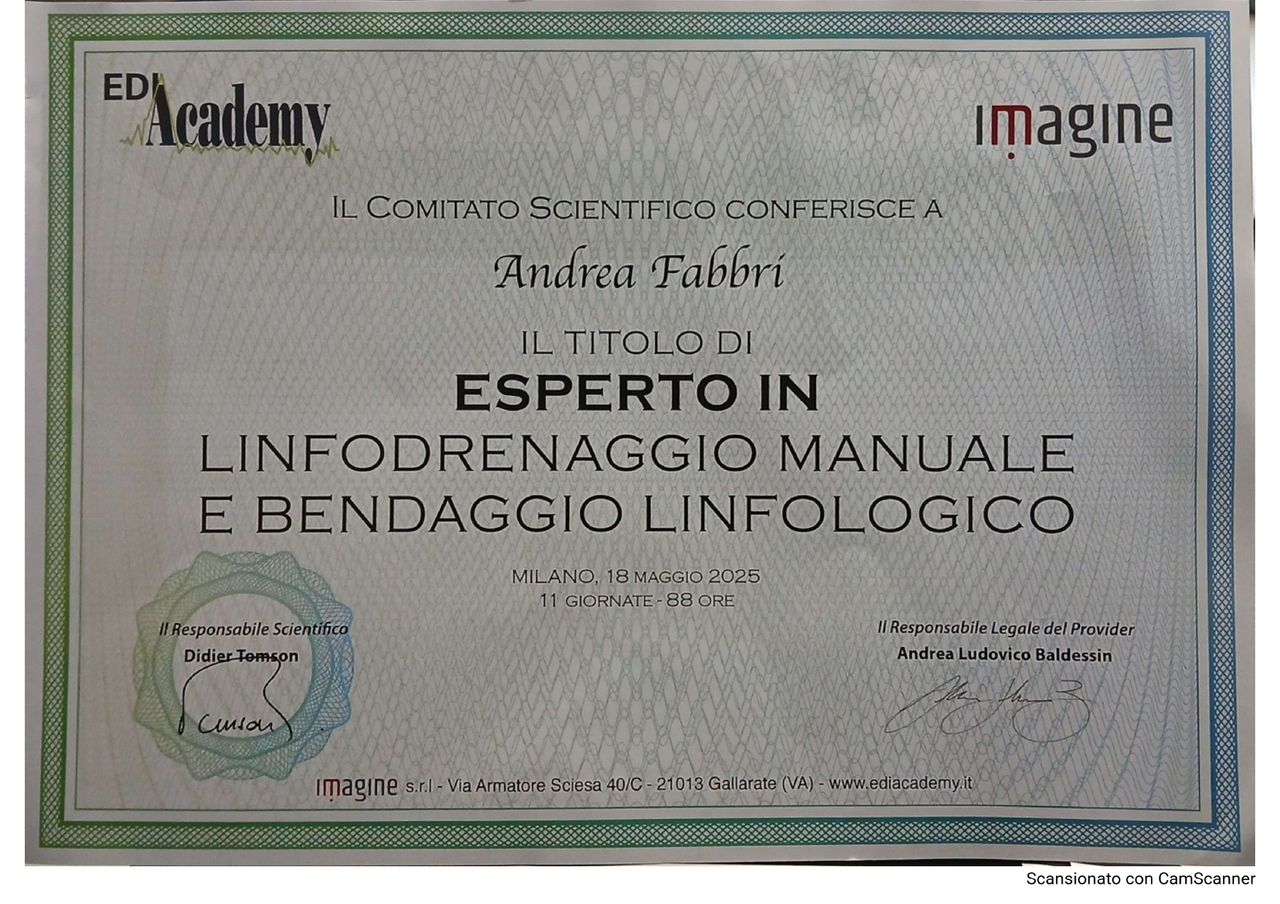 EDI Academy
imagine
IL COMITATO SCIENTIFICO CONFERISCE A
Andrea Fabbri
IL TITOLO DI
ESPERTO IN
LINFODRENAGGIO MANUALE
E BENDAGGIO LINFOLOGICO
MILANO, 18 MAGGIO 2025
11 GIORNATE - 88 ORE
Il Responsabile Scientifico
Didier Tomson
Il Responsabile Legale del Provider
Andrea Ludovico Baldessin
imagine s.r.l - Via Armatore Sciesa 40/C - 21013 Gallarate (VA) - www.ediacademy.it
Scansionato con CamScanner